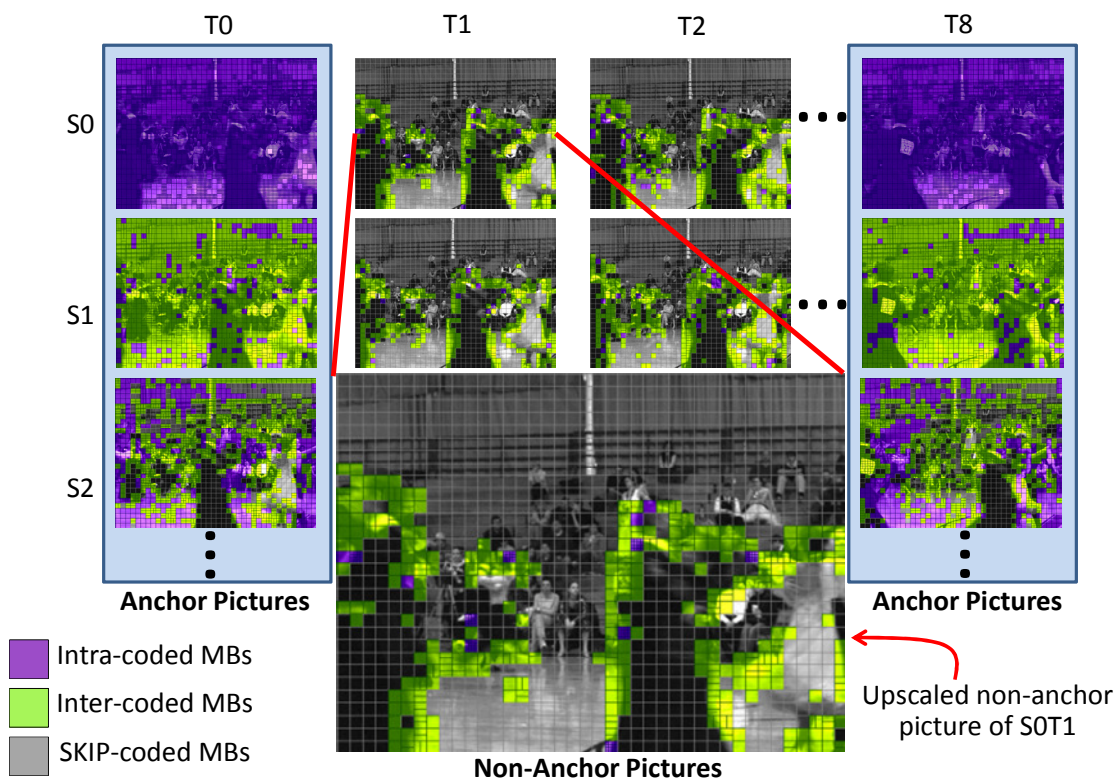 T0
T1
T2
T8
S0
S1
S2
Anchor Pictures
Anchor Pictures
Intra-coded MBs
Inter-coded MBs
SKIP-coded MBs
Upscaled non-anchor
picture of S0T1
Non-Anchor Pictures